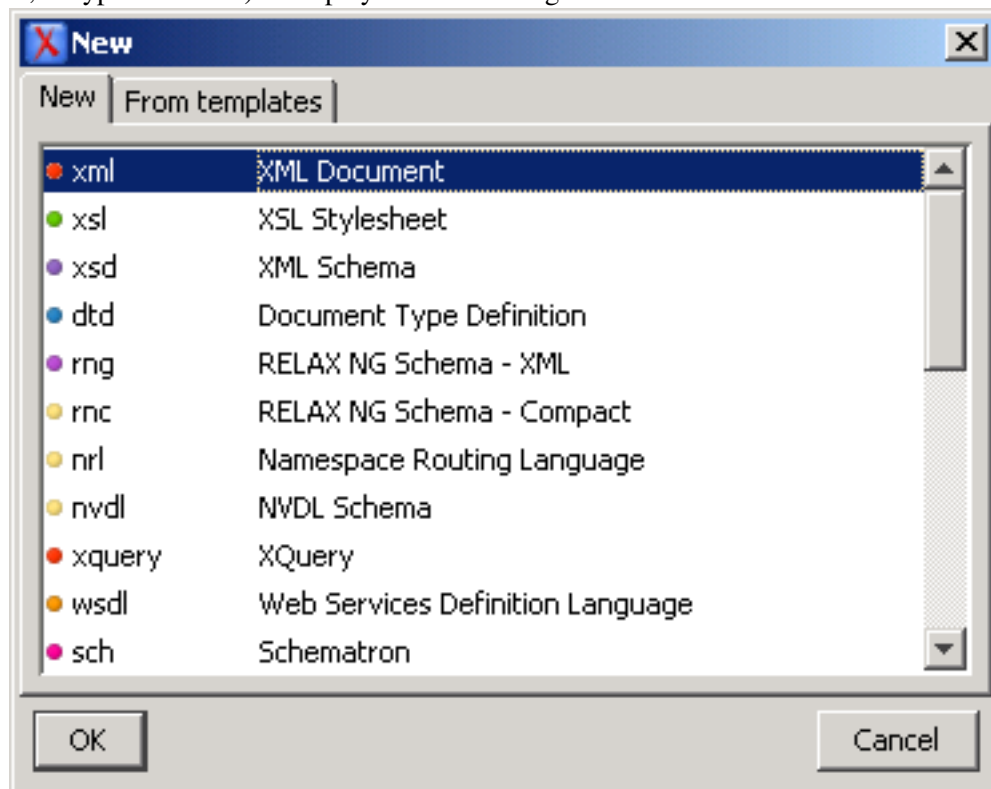 New
New From templates
xml XML Document
xsl XSL Stylesheet
xsd XML Schema
dtd Document Type Definition
rng RELAX NG Schema - XML
rnc RELAX NG Schema - Compact
nrl Namespace Routing Language
nvdl NVDL Schema
xquery XQuery
wsdl Web Services Definition Language
sch Schematron
OK Cancel